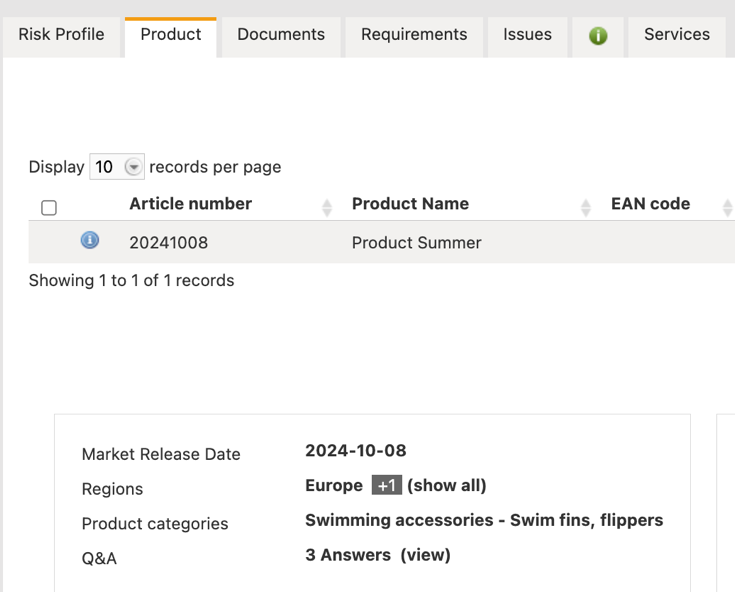 Risk Profile Product Documents Requirements Issues Services
Display 10 records per page
Article number Product Name EAN code
20241008 Product Summer
Showing 1 to 1 of 1 records
Market Release Date 2024-10-08
Regions Europe +1 (show all)
Product categories Swimming accessories - Swim fins, flippers
Q&A 3 Answers (view)